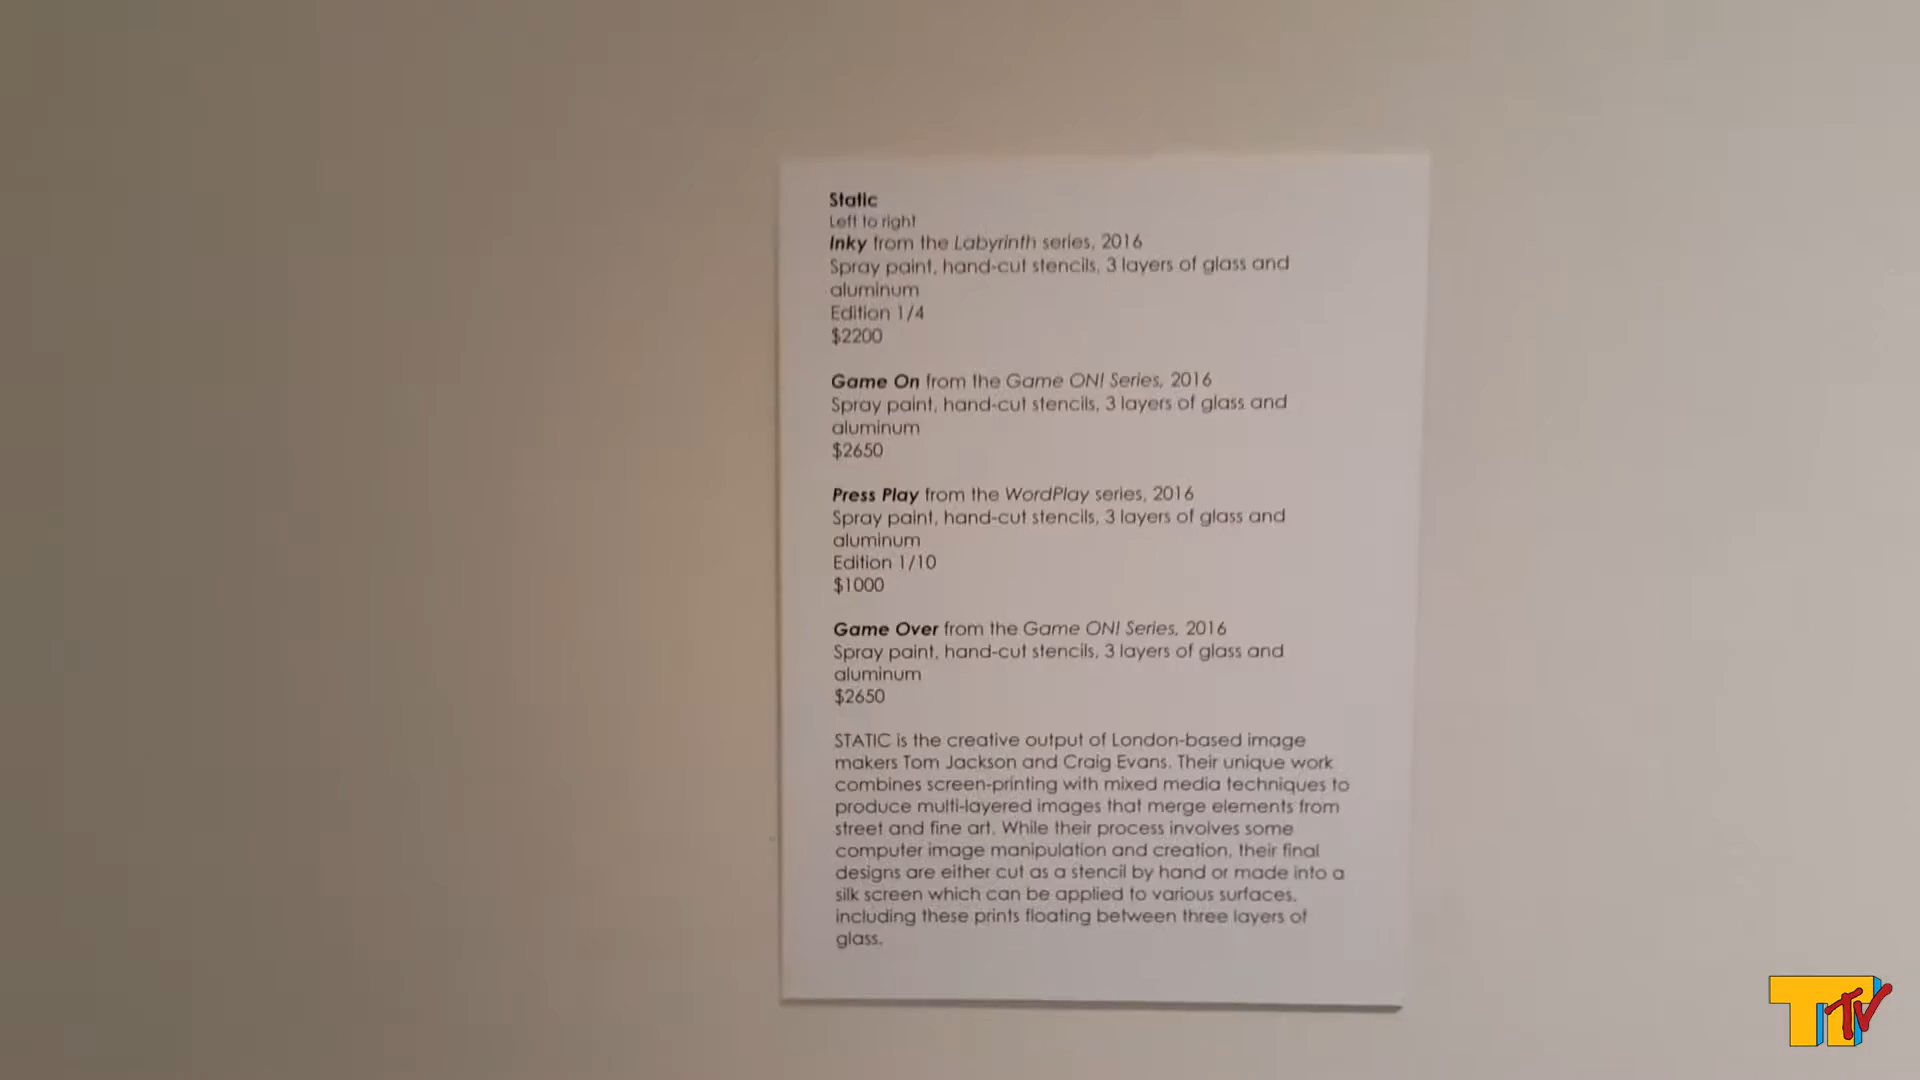 Static
Left to right
Inky from the Labyrinth series, 2016
Spray paint, hand-cut stencils, 3 layers of glass and
aluminum
Edition 1/4
$2200
Game On from the Game ON! Series, 2016
Spray paint, hand-cut stencils, 3 layers of glass and
aluminum
$2650
Press Play from the WordPlay series, 2016
Spray paint, hand-cut stencils, 3 layers of glass and
aluminum
Edition 1/10
$1000
Game Over from the Game ON! Series, 2016
Spray paint, hand-cut stencils, 3 layers of glass and
aluminum
$2650
STATIC is the creative output of London-based image
makers Tom Jackson and Craig Evans. Their unique work
combines screen-printing with mixed media techniques to
produce multi-layered images that merge elements from
street and fine art. While their process involves some
computer image manipulation and creation, their final
designs are either cut as a stencil by hand or made into a
silk screen which can be applied to various surfaces,
including these prints floating between three layers of
glass.
TV